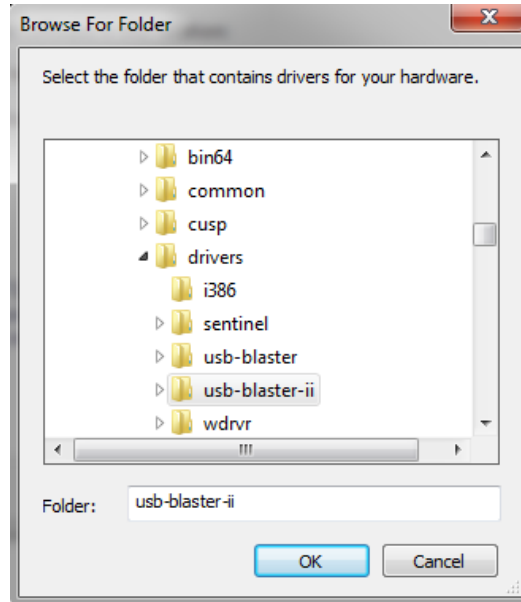 Browse For Folder
Select the folder that contains drivers for your hardware.
bin64
common
cusp
drivers
i386
sentinel
usb-blaster
usb-blaster-ii
wdrvr
Folder: usb-blaster-ii
OK Cancel